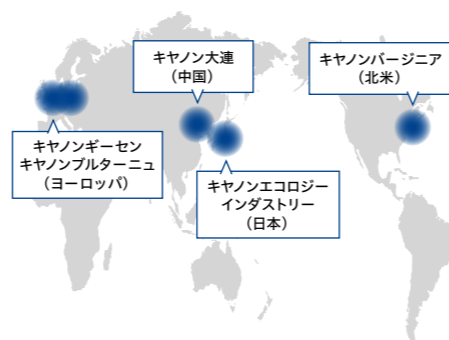 キヤノン大連
（中国）
キヤノンバージニア
（北米）
キヤノンギーセン
キヤノンブルターニュ
（ヨーロッパ）
キヤノンエコロジー
インダストリー
（日本）